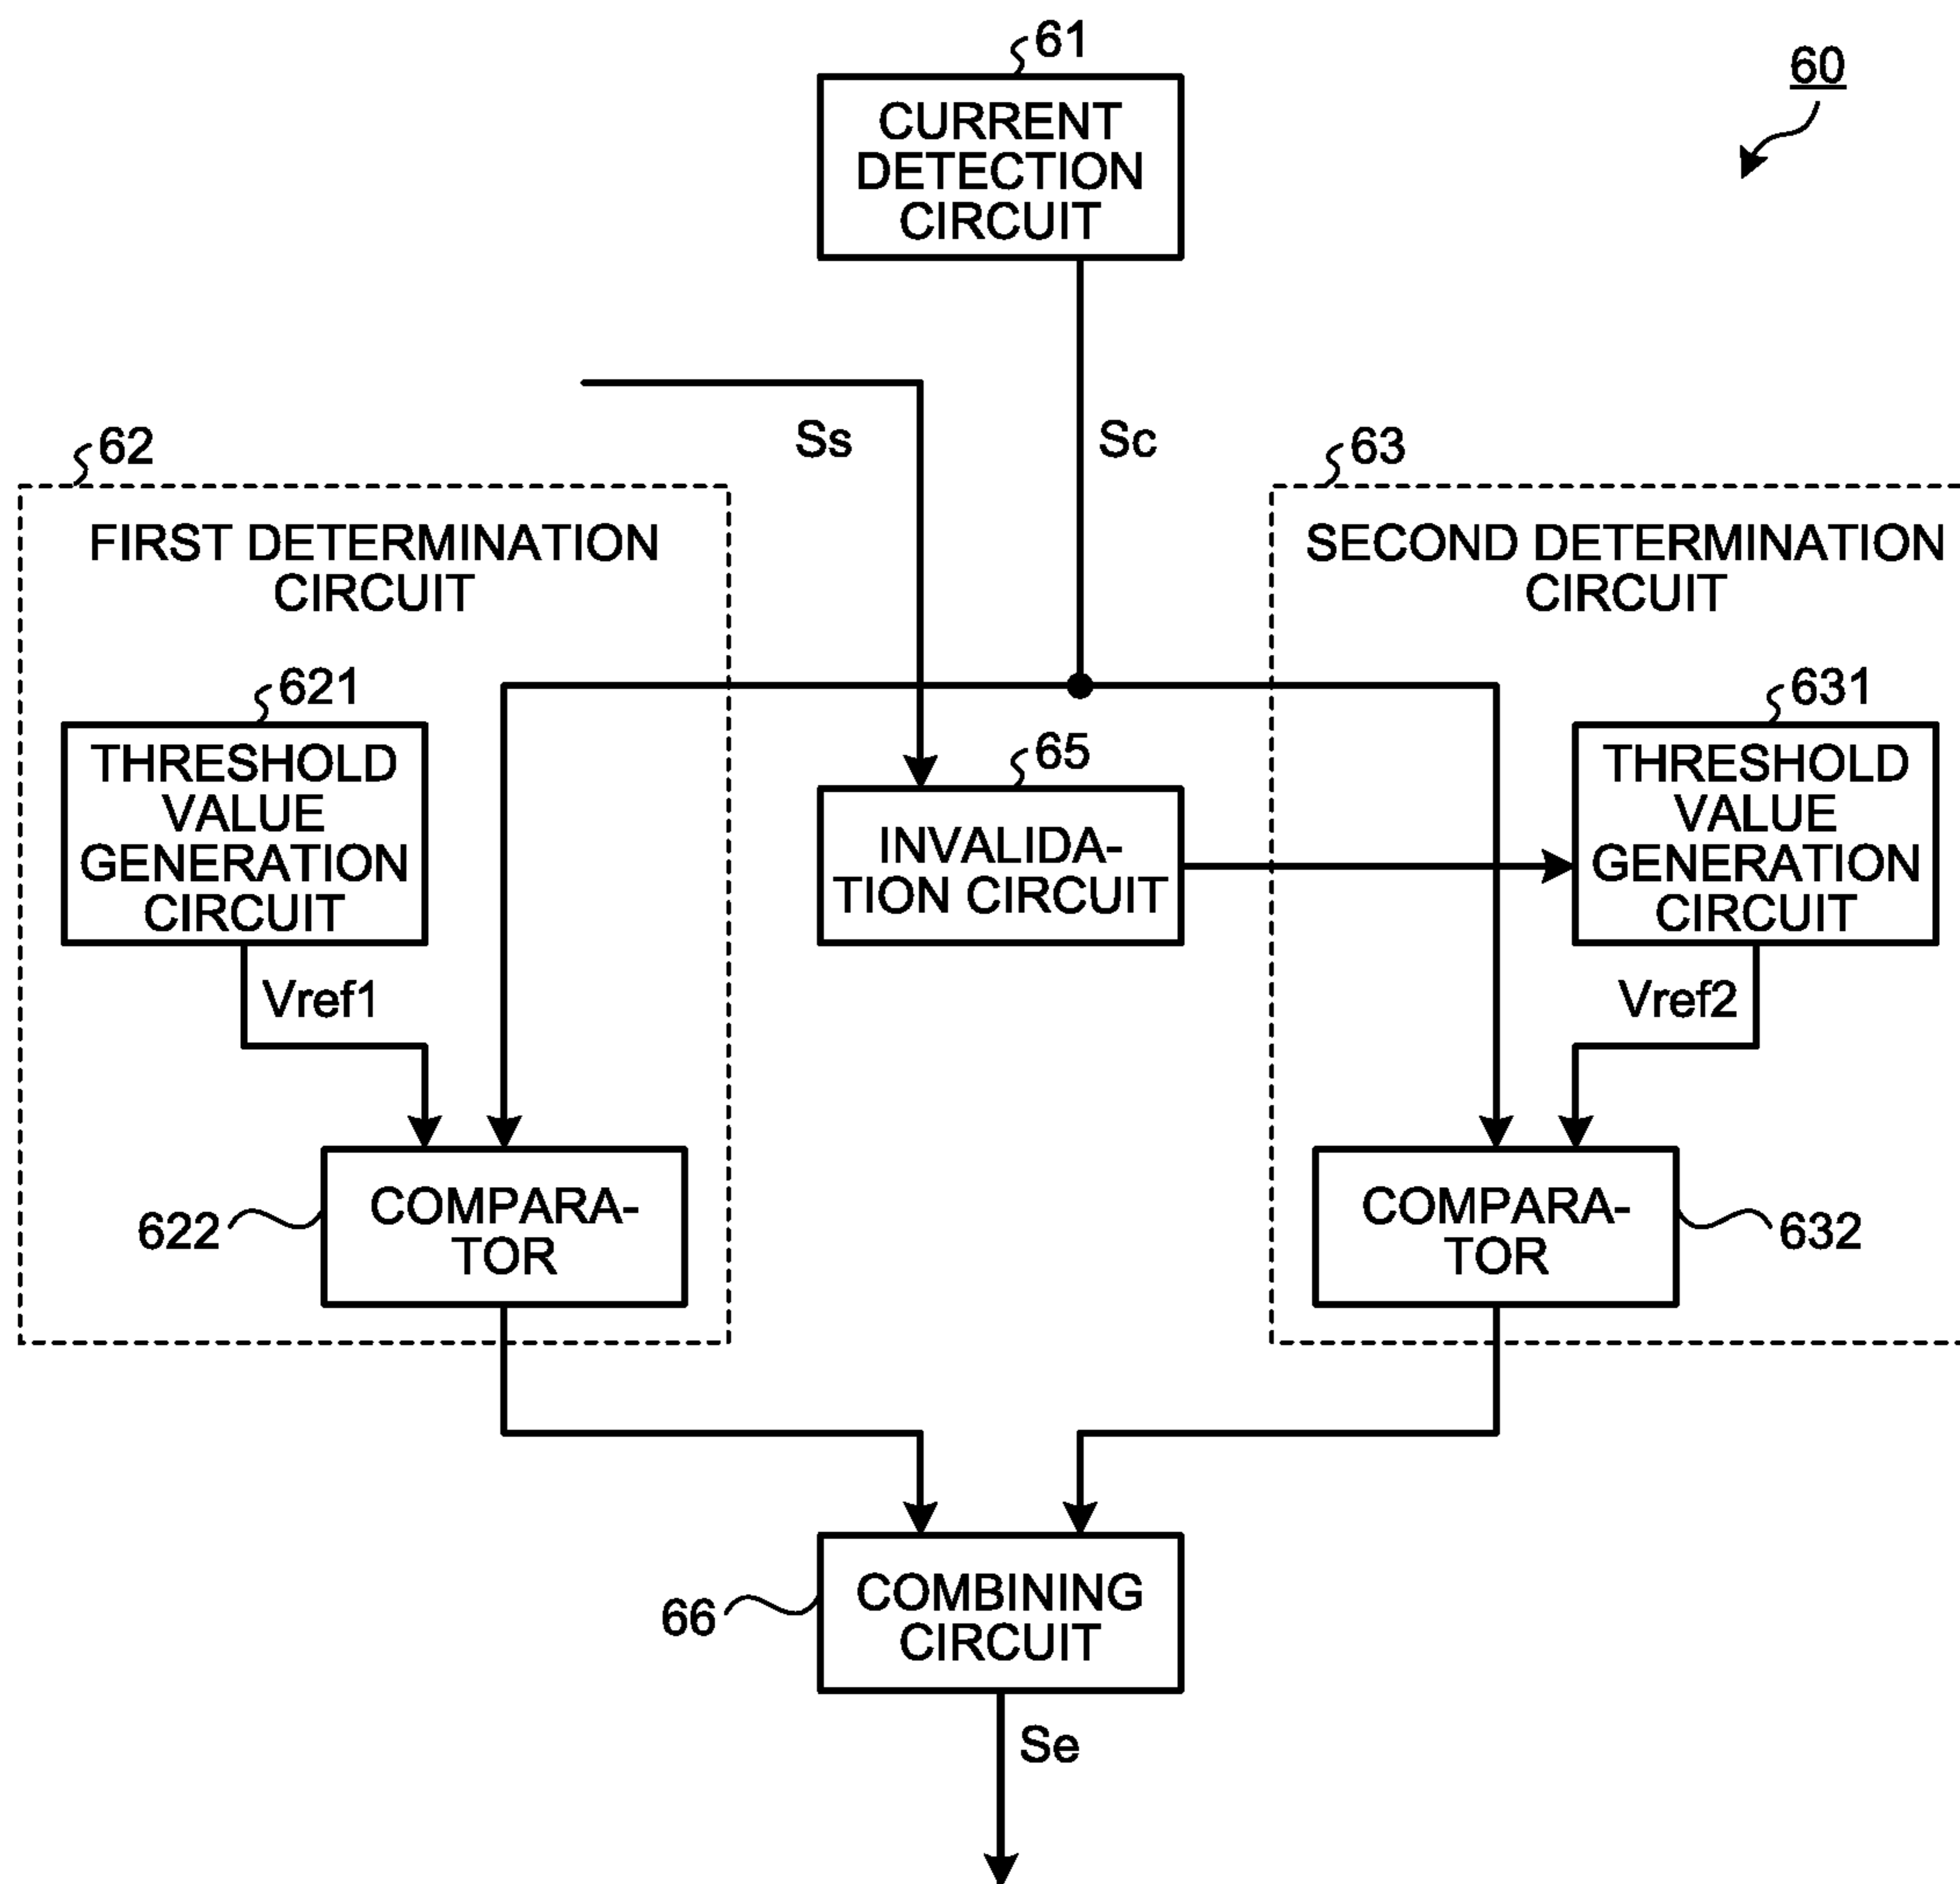 61
60
CURRENT
DETECTION
CIRCUIT
Ss
Sc
62
63
FIRST DETERMINATION
CIRCUIT
SECOND DETERMINATION
CIRCUIT
621
THRESHOLD
VALUE
GENERATION
CIRCUIT
65
INVALIDA-
TION CIRCUIT
631
THRESHOLD
VALUE
GENERATION
CIRCUIT
Vref1
Vref2
622
COMPARA-
TOR
COMPARA-
TOR
632
66
COMBINING
CIRCUIT
Se